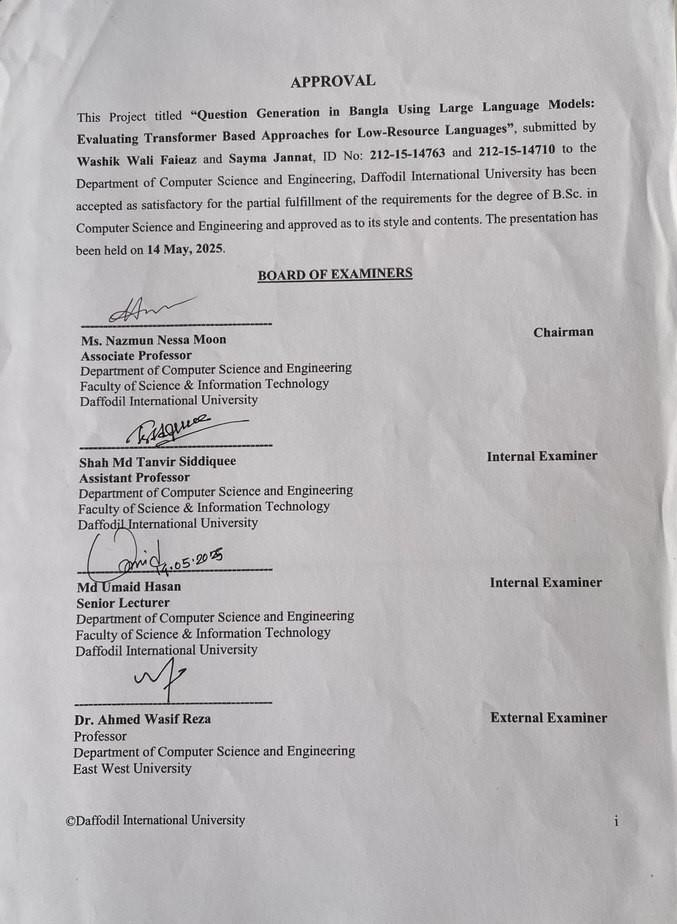 APPROVAL
This Project titled “Question Generation in Bangla Using Large Language Models:
Evaluating Transformer Based Approaches for Low-Resource Languages”, submitted by
Washik Wali Faieaz and Sayma Jannat, ID No: 212-15-14763 and 212-15-14710 to the
Department of Computer Science and Engineering, Daffodil International University has been
accepted as satisfactory for the partial fulfillment of the requirements for the degree of B.Sc. in
Computer Science and Engineering and approved as to its style and contents. The presentation has
been held on 14 May, 2025.
BOARD OF EXAMINERS
Ms. Nazmun Nessa Moon
Chairman
Associate Professor
Department of Computer Science and Engineering
Faculty of Science & Information Technology
Daffodil International University
Shah Md Tanvir Siddiquee
Internal Examiner
Assistant Professor
Department of Computer Science and Engineering
Faculty of Science & Information Technology
Daffodil International University
.05.2025
Md Umaid Hasan
Internal Examiner
Senior Lecturer
Department of Computer Science and Engineering
Faculty of Science & Information Technology
Daffodil International University
Dr. Ahmed Wasif Reza
External Examiner
Professor
Department of Computer Science and Engineering
East West University
©Daffodil International University
i